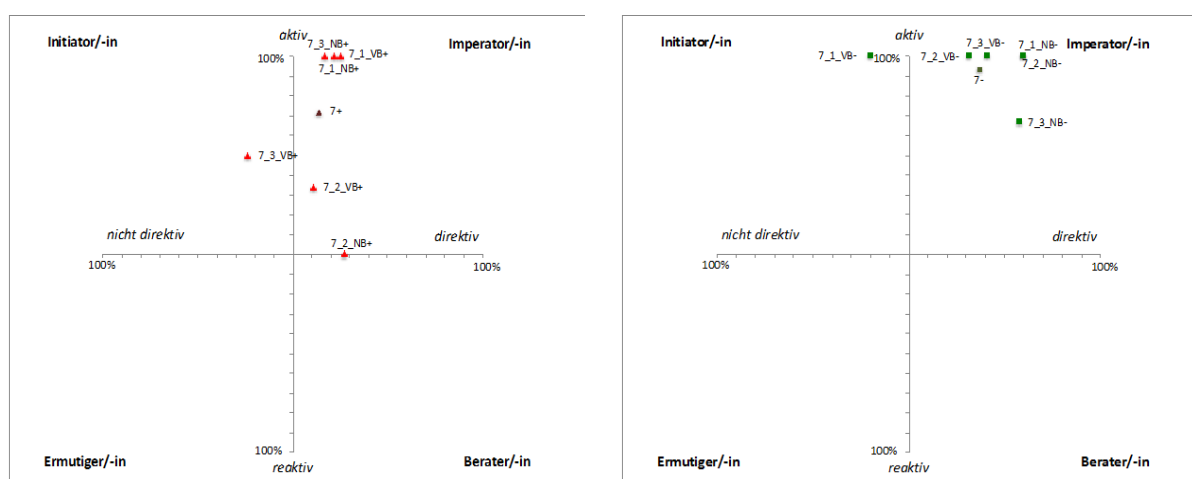 aktiv
Initiator/-in
Imperator/-in
7_3_NB+
7_1_VB+
100%
7_1_NB+
7+
7_3_VB+
7_2_VB+
nicht direktiv
7_2_NB+
direktiv
100%
100%
100%
Ermutiger/-in
reaktiv
Berater/-in
aktiv
Initiator/-in
Imperator/-in
7_1_VB-
100%
7_2_VB-
7_3_VB-
7_1_NB-
7_2_NB-
7-
7_3_NB-
nicht direktiv
direktiv
100%
100%
100%
Ermutiger/-in
reaktiv
Berater/-in